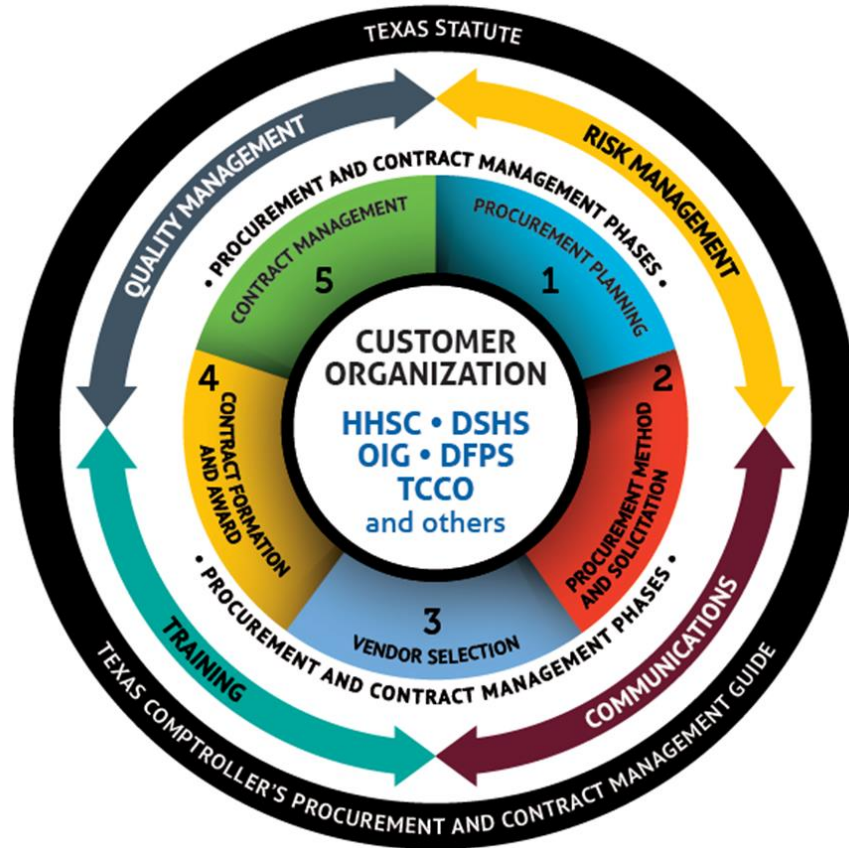 TEXAS STATUTE
QUALITY MANAGEMENT
RISK MANAGEMENT
• PROCUREMENT AND CONTRACT MANAGEMENT PHASES •
CONTRACT MANAGEMENT
5
PROCUREMENT PLANNING
1
2
PROCUREMENT METHOD
AND SOLICITATION
3
VENDOR SELECTION
4
CONTRACT FORMATION
AND AWARD
CUSTOMER
ORGANIZATION
HHSC • DSHS
OIG • DFPS
TCCO
and others
• PROCUREMENT AND CONTRACT MANAGEMENT PHASES •
TRAINING
COMMUNICATIONS
TEXAS COMPTROLLER'S PROCUREMENT AND CONTRACT MANAGEMENT GUIDE